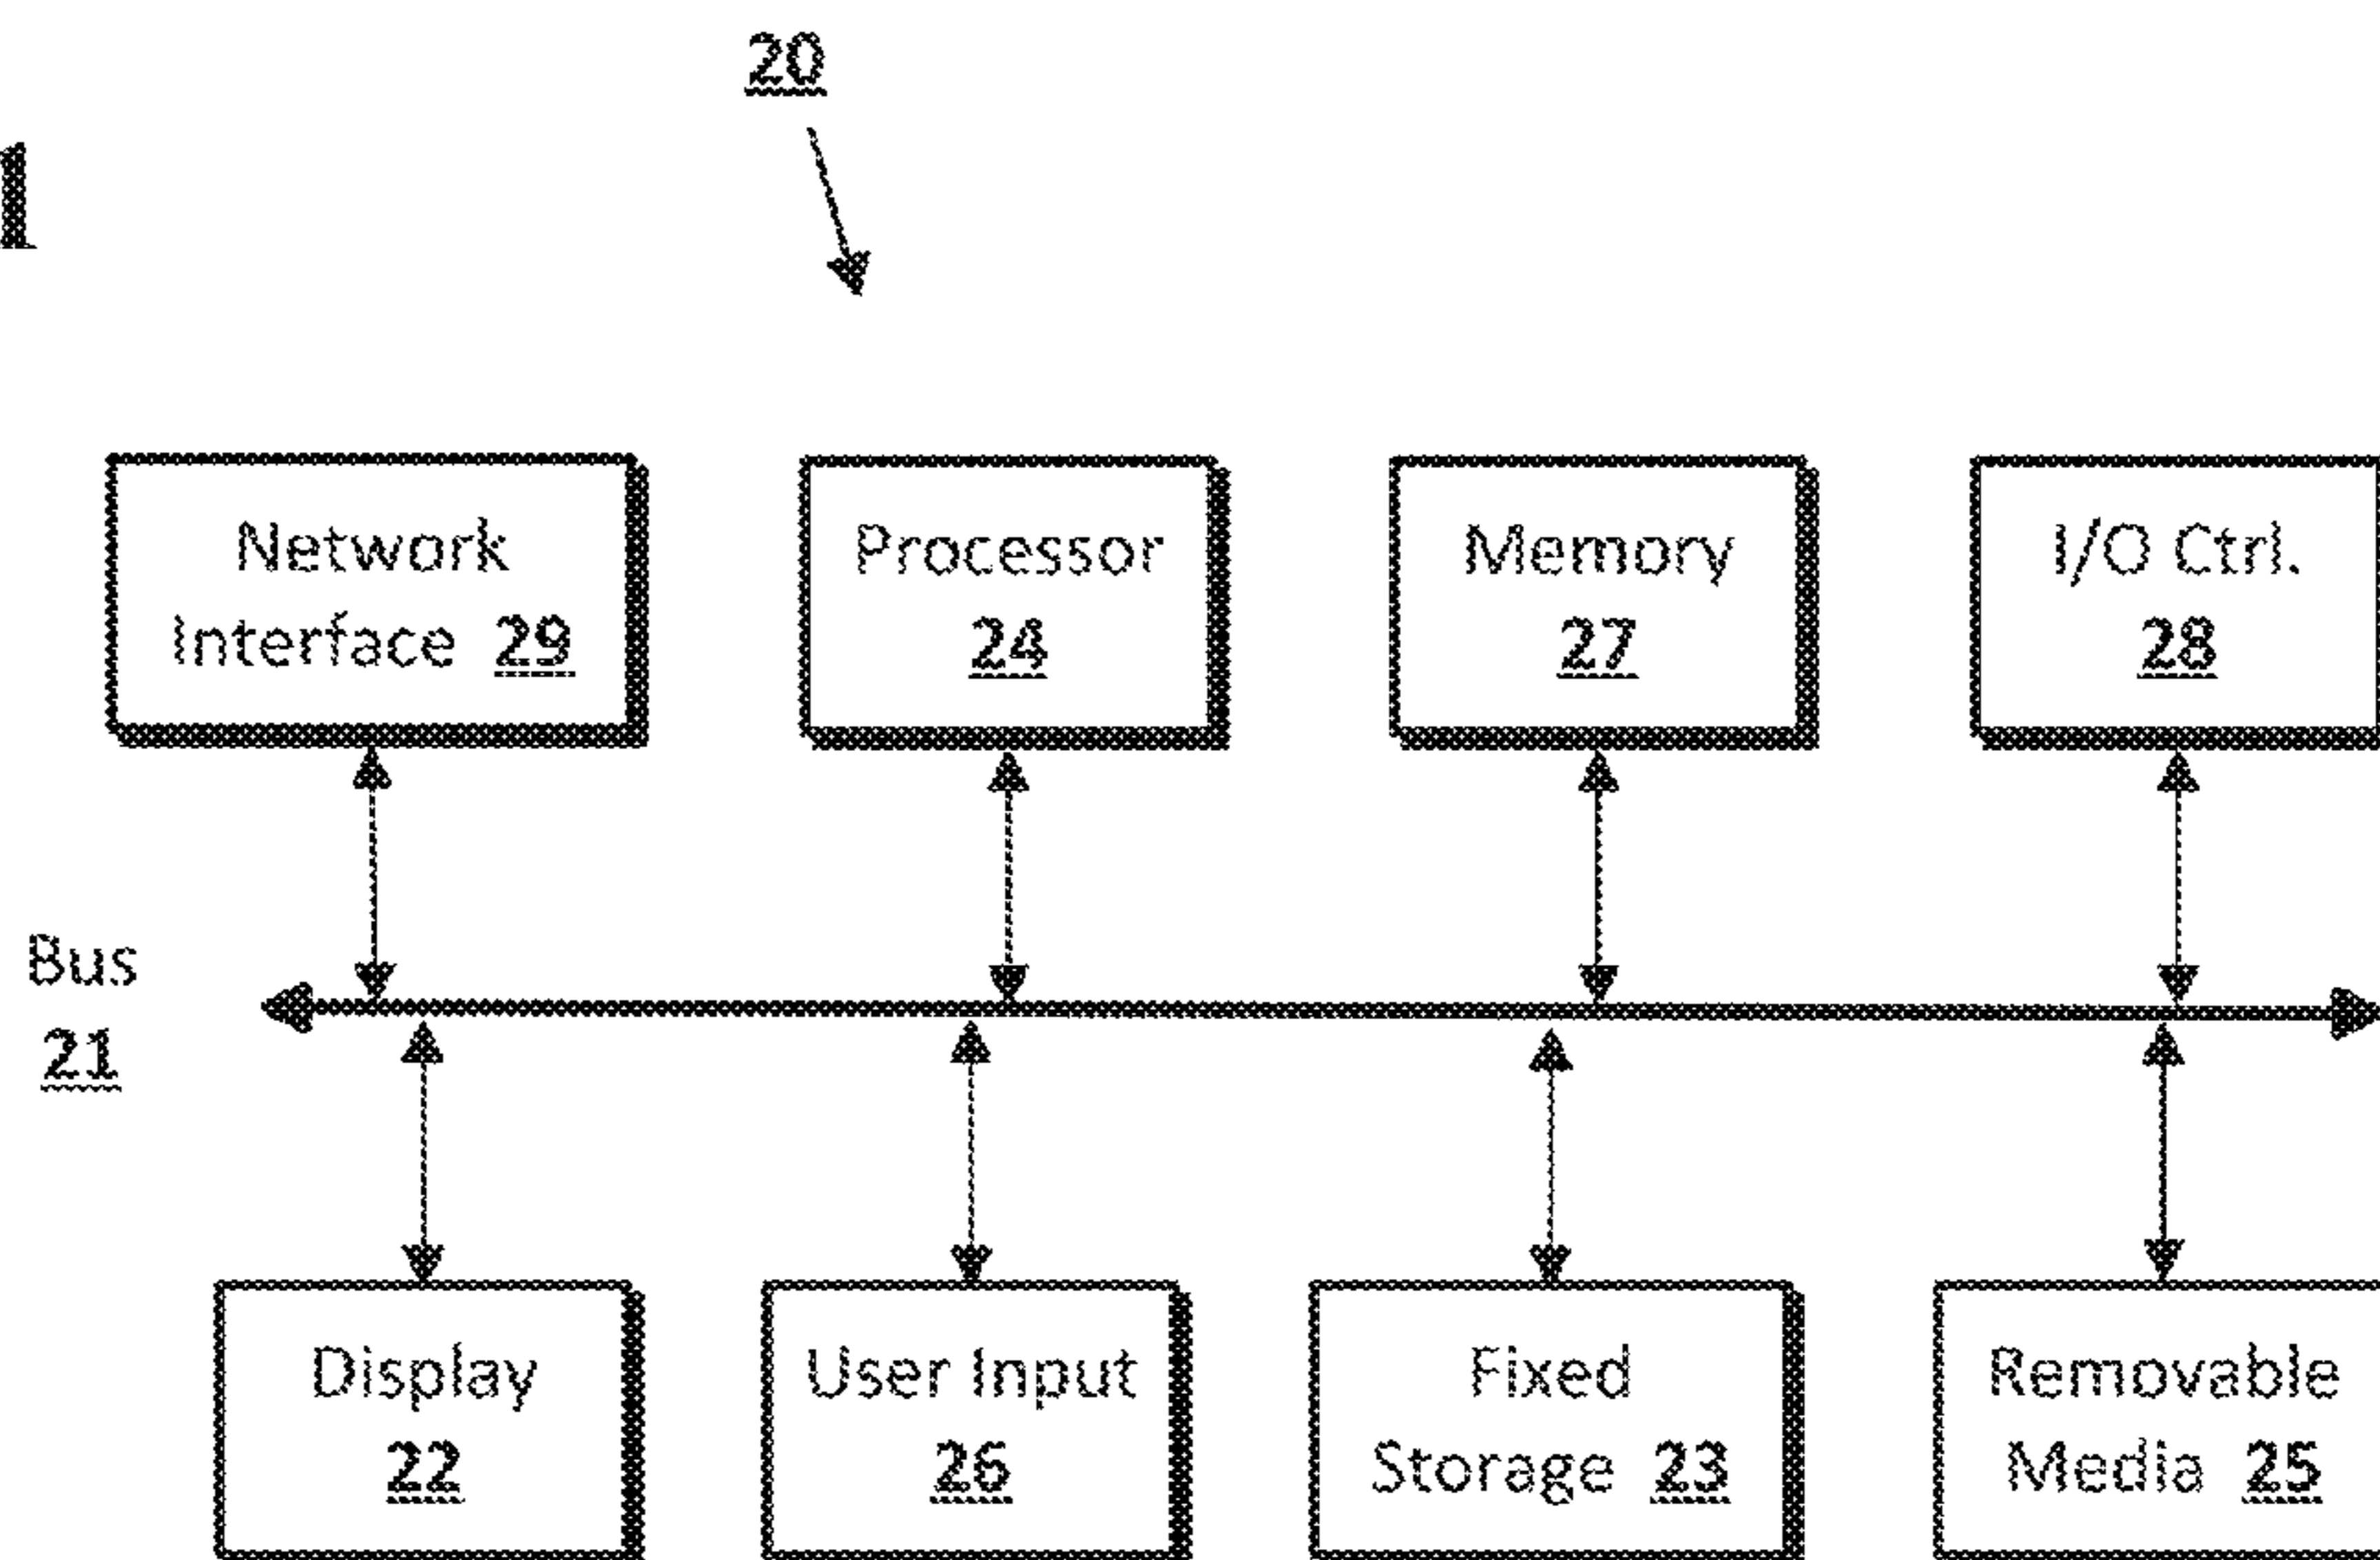 20
1
Network
Interface 29
Processor
24
Memory
27
I/O Ctrl.
28
Bus
21
Display
22
User Input
26
Fixed
Storage 23
Removable
Media 25